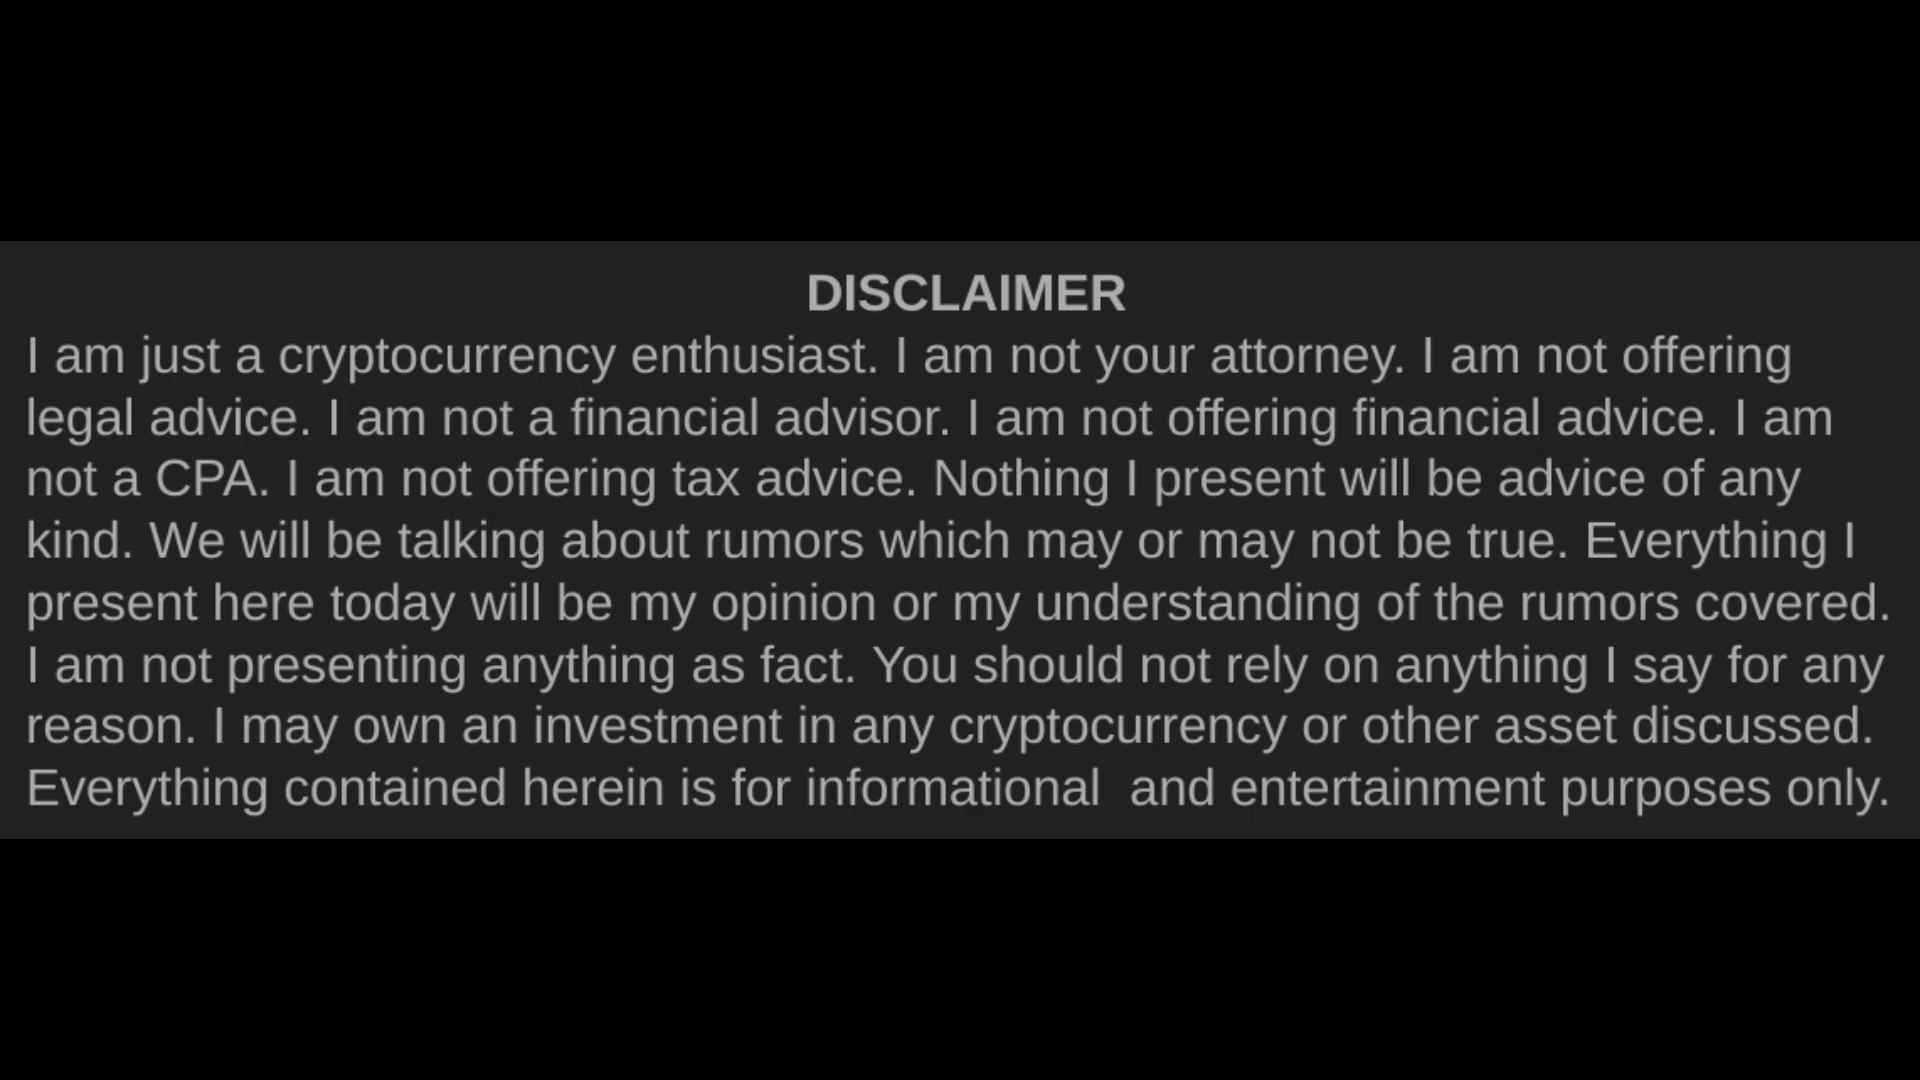 DISCLAIMER
I am just a cryptocurrency enthusiast. I am not your attorney. I am not offering
legal advice. I am not a financial advisor. I am not offering financial advice. I am
not a CPA. I am not offering tax advice. Nothing I present will be advice of any
kind. We will be talking about rumors which may or may not be true. Everything I
present here today will be my opinion or my understanding of the rumors covered.
I am not presenting anything as fact. You should not rely on anything I say for any
reason. I may own an investment in any cryptocurrency or other asset discussed.
Everything contained herein is for informational  and entertainment purposes only.